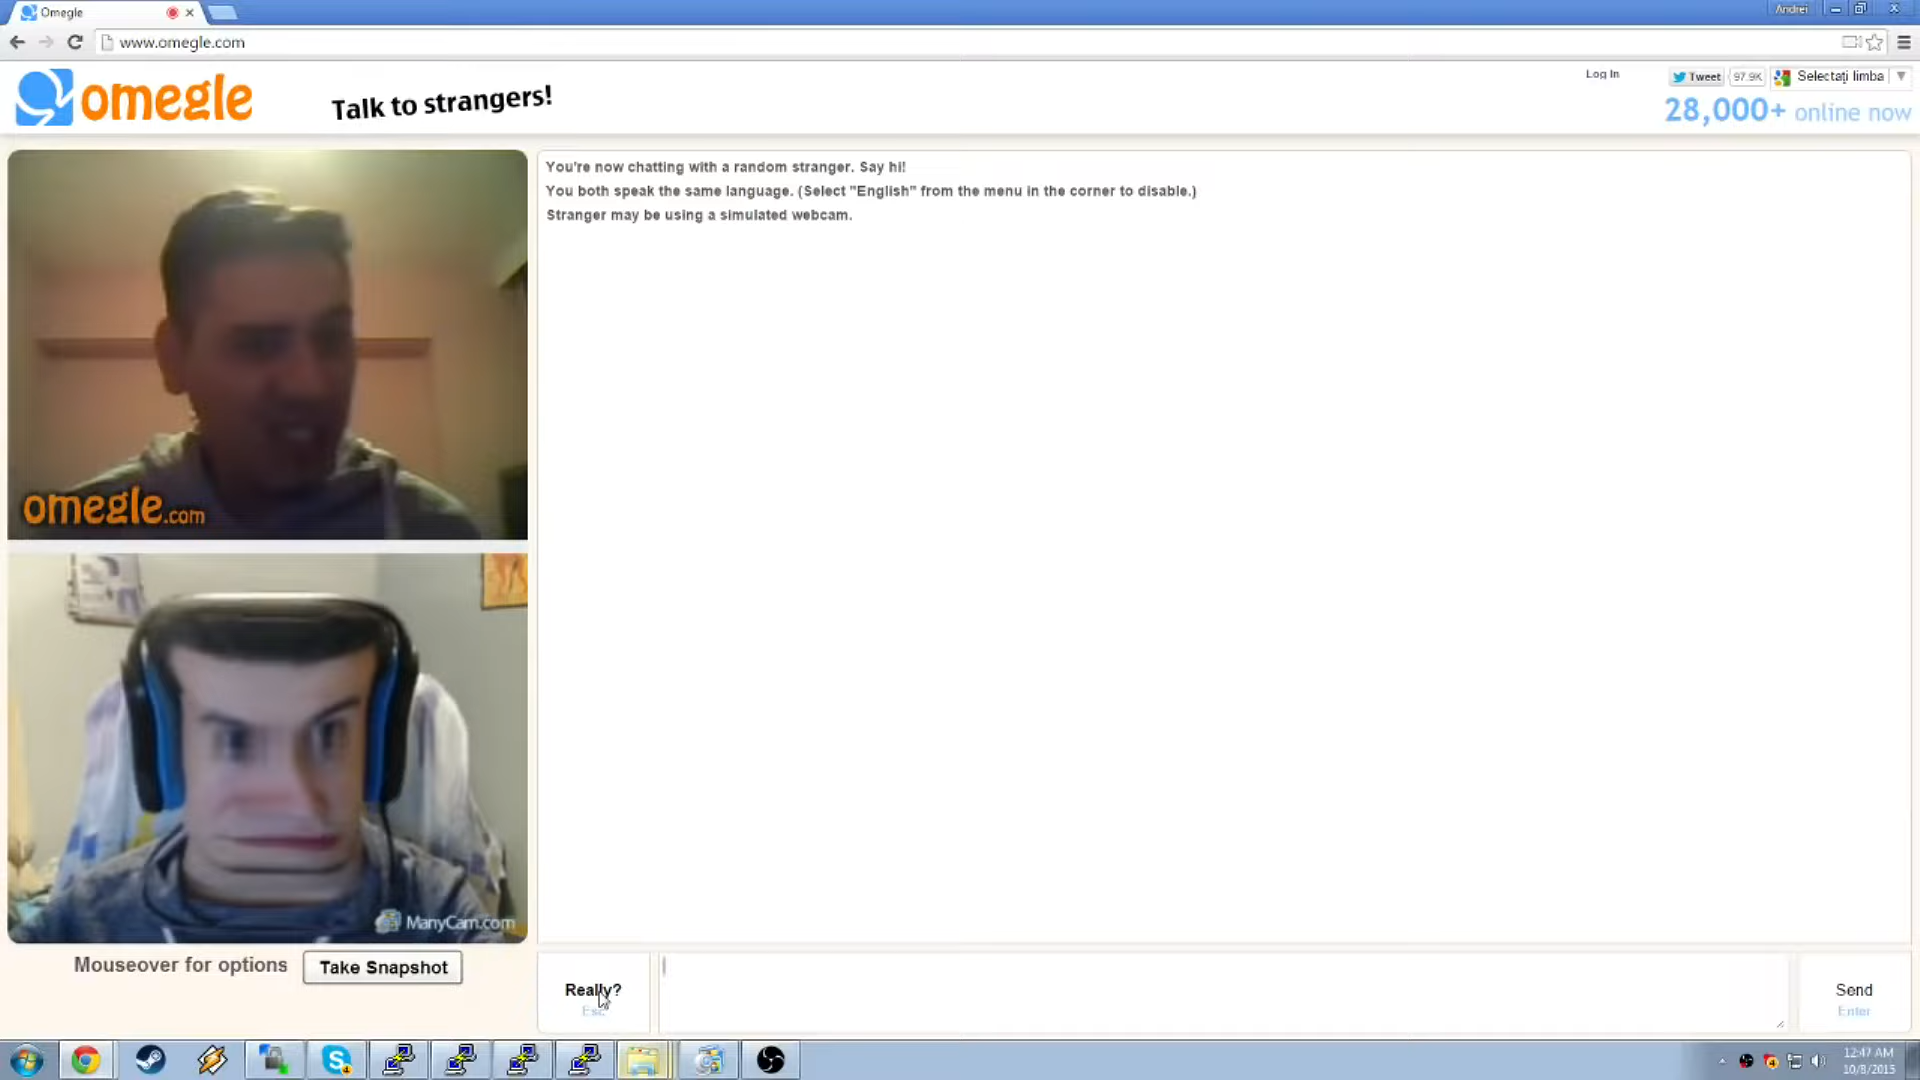 Omegle
Andrei
www.omegle.com
omegle
Talk to strangers!
Log In
Tweet
97.9K
Selectați limba
28,000+ online now
You're now chatting with a random stranger. Say hi!
You both speak the same language. (Select "English" from the menu in the corner to disable.)
Stranger may be using a simulated webcam.
omegle.com
ManyCam.com
Mouseover for options
Take Snapshot
Really?
Esc
Send
Enter
12:47 AM
10/8/2015